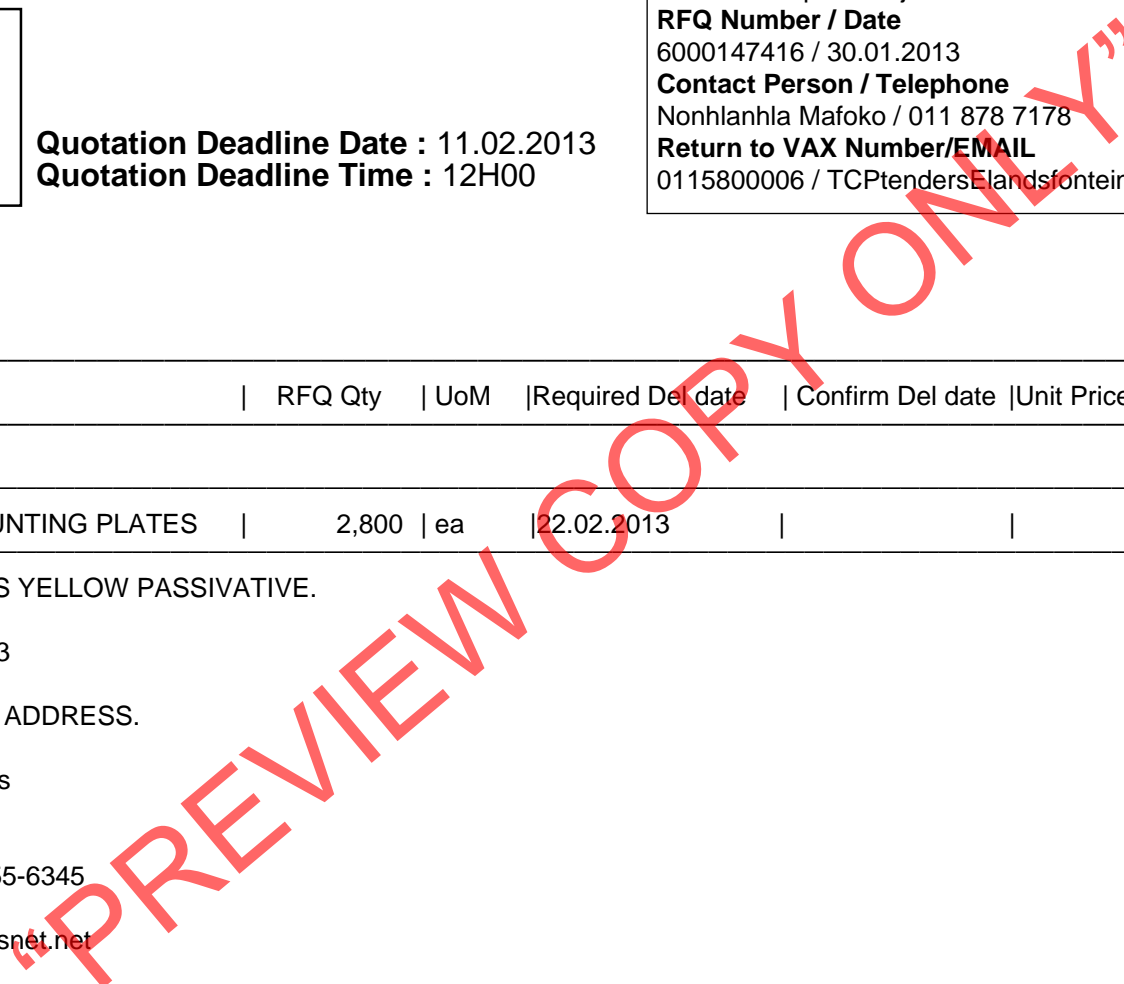 RFQ Number / Date
6000147416 / 30.01.2013
Contact Person / Telephone
Nonhlanhla Mafoko / 011 878 7178
Return to VAX Number/EMAIL
0115800006 / TCPtendersElandsfontein
Quotation Deadline Date : 11.02.2013
Quotation Deadline Time : 12H00
| RFQ Qty | UoM |Required Del date | Confirm Del date |Unit Price
UNTING PLATES | 2,800 | ea |22.02.2013 | |
S YELLOW PASSIVATIVE.
3
ADDRESS.
s
5-6345
snet.net
“PREVIEW COPY ONLY”